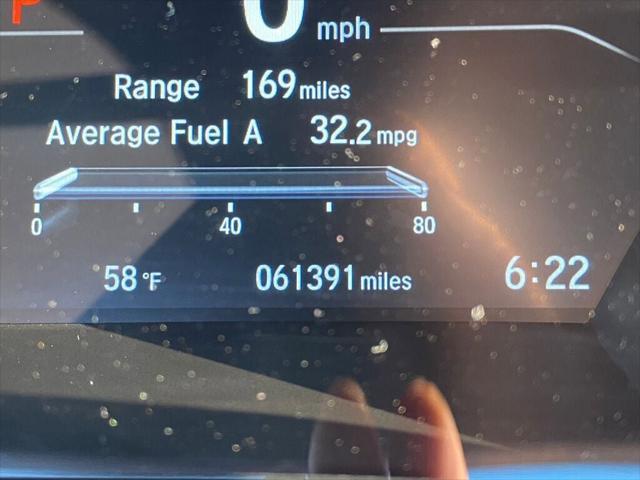 P
0 mph
Range 169 miles
Average Fuel A 32.2 mpg
0 40 80
58 °F 061391 miles 6:22